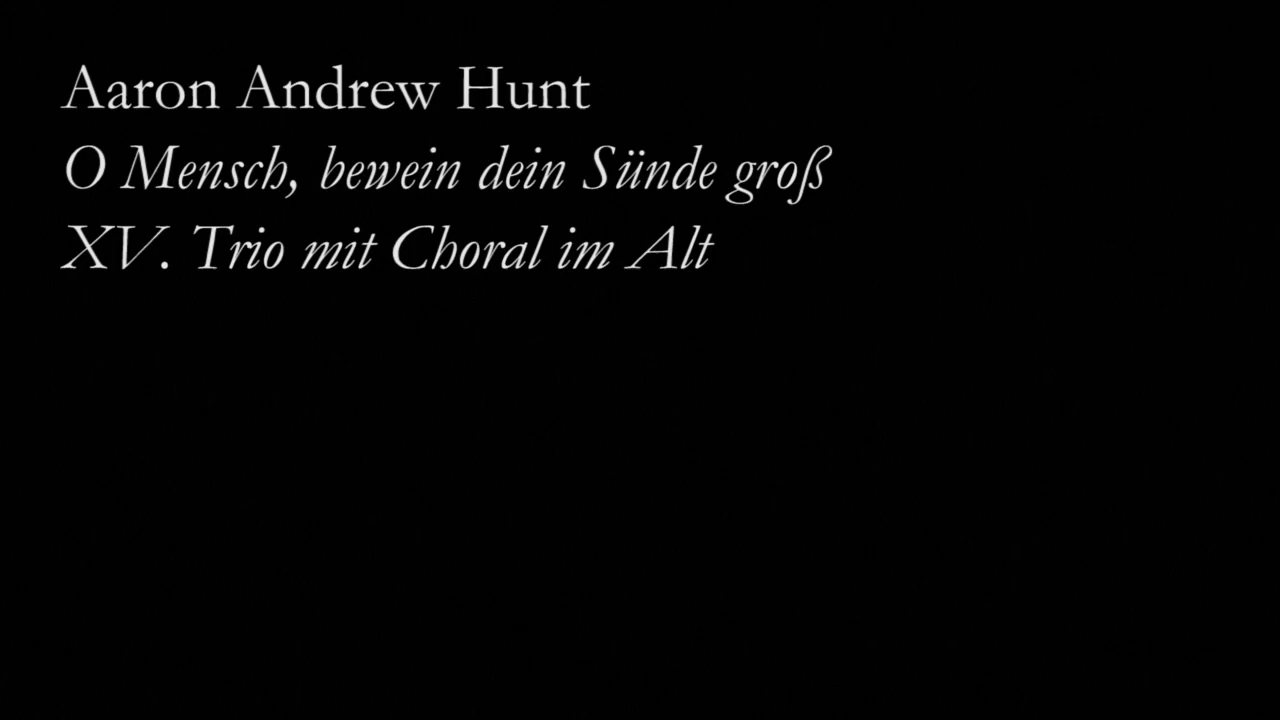 Aaron Andrew Hunt
O Mensch, bewein dein Sünde groß
XV. Trio mit Choral im Alt